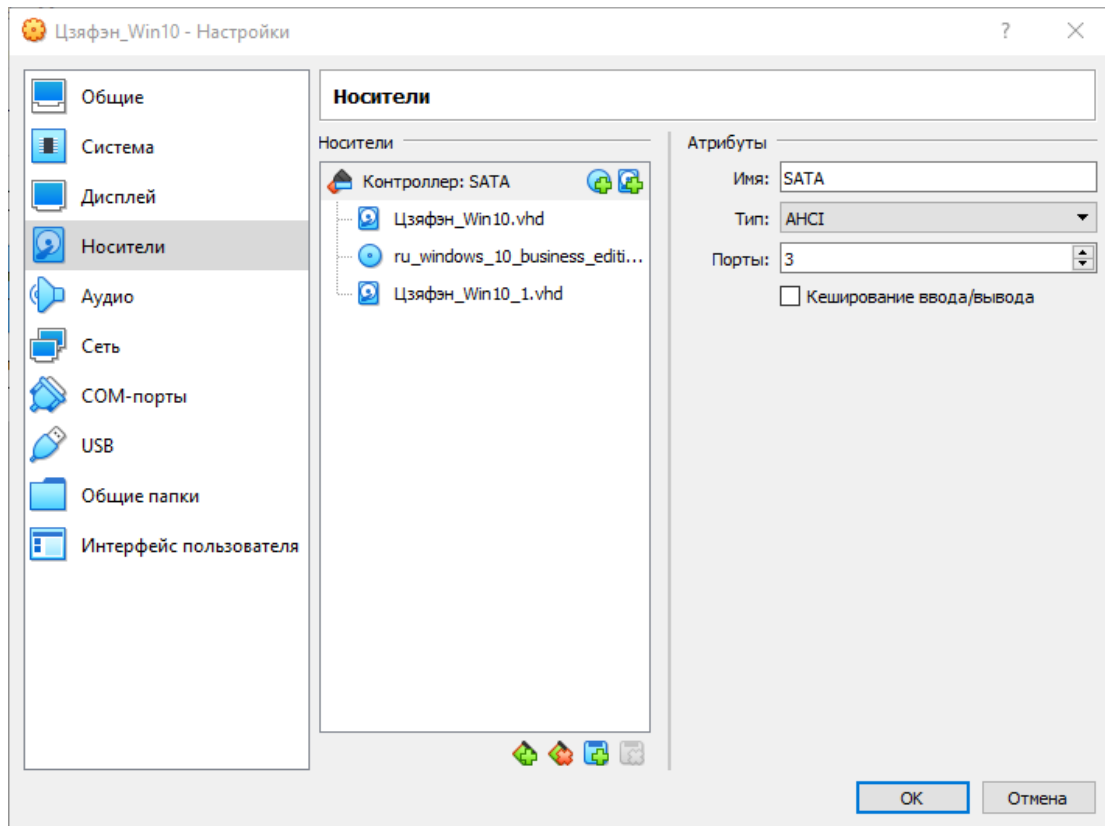 Цзяфэн_Win10 - Настройки
?
Общие
Система
Дисплей
Носители
Аудио
Сеть
COM-порты
USB
Общие папки
Интерфейс пользователя
Носители
Носители
Контроллер: SATA
Цзяфэн_Win10.vhd
ru_windows_10_business_editi...
Цзяфэн_Win10_1.vhd
Атрибуты
Имя: SATA
Тип: AHCI
Порты: 3
Кеширование ввода/вывода
OK
Отмена